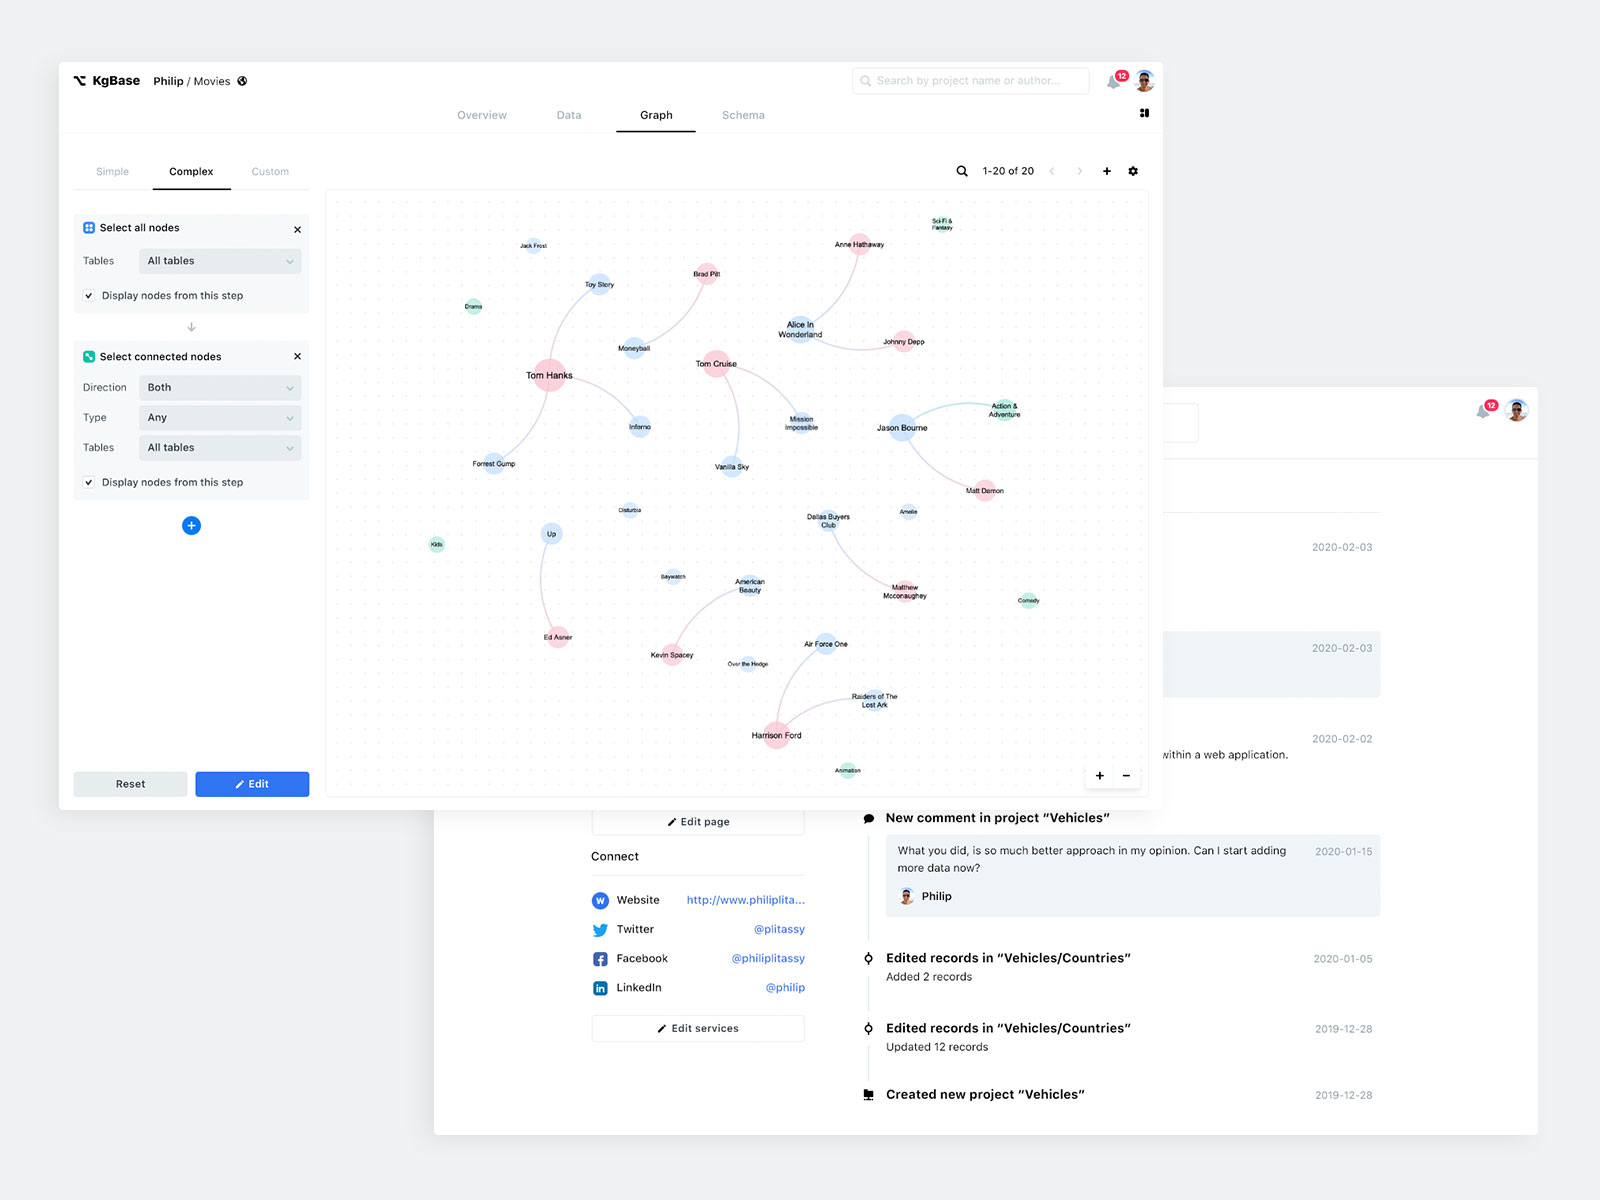 KgBase
Philip / Movies
Search by project name or author...
12
Overview
Data
Graph
Schema
Simple
Complex
Custom
1-20 of 20
Select all nodes
Tables
All tables
Display nodes from this step
Select connected nodes
Direction
Both
Type
Any
Tables
All tables
Display nodes from this step
Reset
Edit
Sci-Fi &
Fantasy
Jack Frost
Anne Hathaway
Brad Pitt
Toy Story
Drama
Alice In
Wonderland
Johnny Depp
Moneyball
Tom Cruise
Tom Hanks
Action &
Adventure
Mission
Impossible
Inferno
Jason Bourne
Forrest Gump
Vanilla Sky
Matt Damon
Disturbia
Amelie
Dallas Buyers
Club
Up
Kids
Baywatch
American
Beauty
Matthew
Mcconaughey
Comedy
Ed Asner
Air Force One
Kevin Spacey
Over the Hedge
Raiders of The
Lost Ark
Harrison Ford
Animation
12
2020-02-03
2020-02-03
2020-02-02
within a web application.
Edit page
Connect
Website
http://www.philiplita...
Twitter
@plitassy
Facebook
@philiplitassy
LinkedIn
@philip
Edit services
New comment in project “Vehicles”
What you did, is so much better approach in my opinion. Can I start adding
more data now?
2020-01-15
Philip
Edited records in “Vehicles/Countries”
2020-01-05
Added 2 records
Edited records in “Vehicles/Countries”
2019-12-28
Updated 12 records
Created new project “Vehicles”
2019-12-28